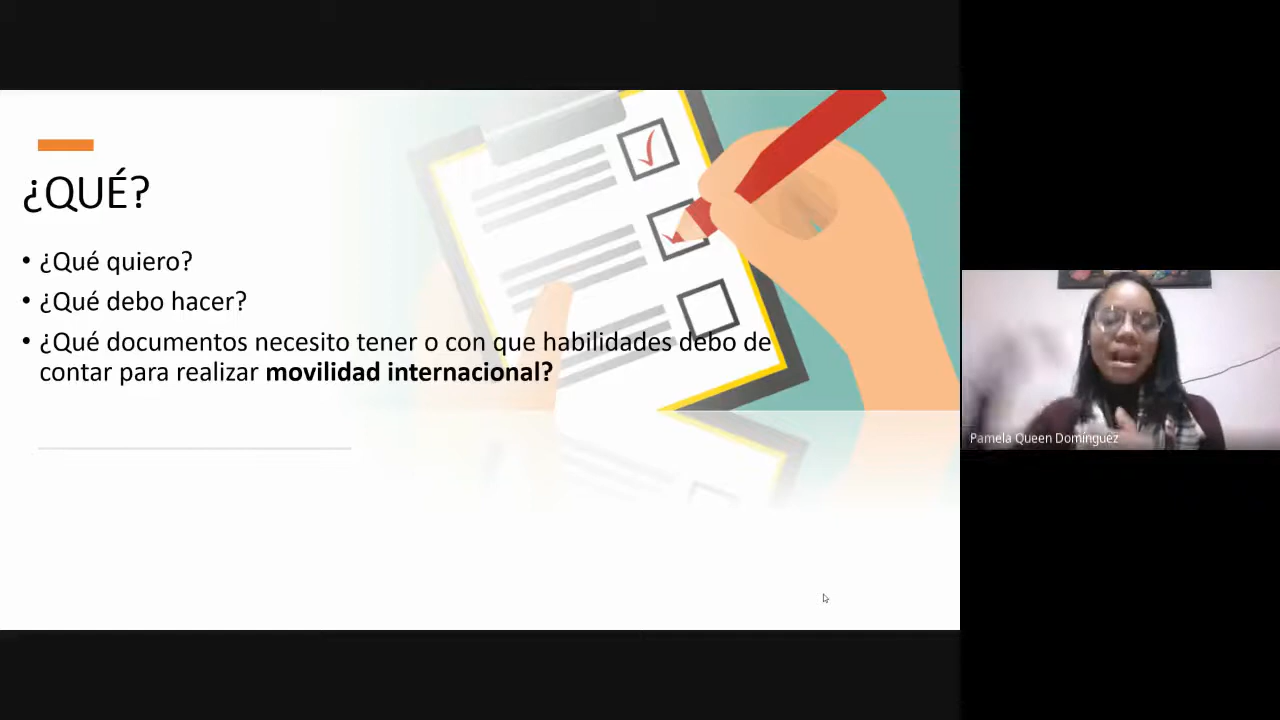 ¿QUÉ?
• ¿Qué quiero?
• ¿Qué debo hacer?
• ¿Qué documentos necesito tener o con que habilidades debo de
contar para realizar movilidad internacional?
Pamela Queen Domínguez